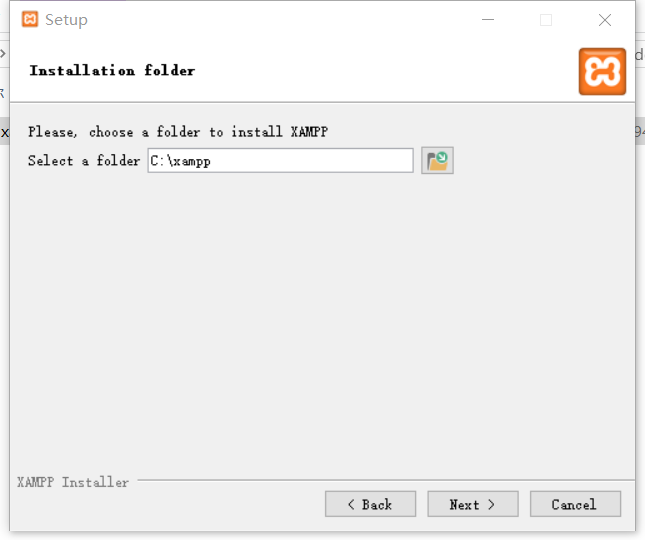 Setup
Installation folder
Please, choose a folder to install XAMPP
Select a folder C:\xampp
XAMPP Installer
< Back Next > Cancel